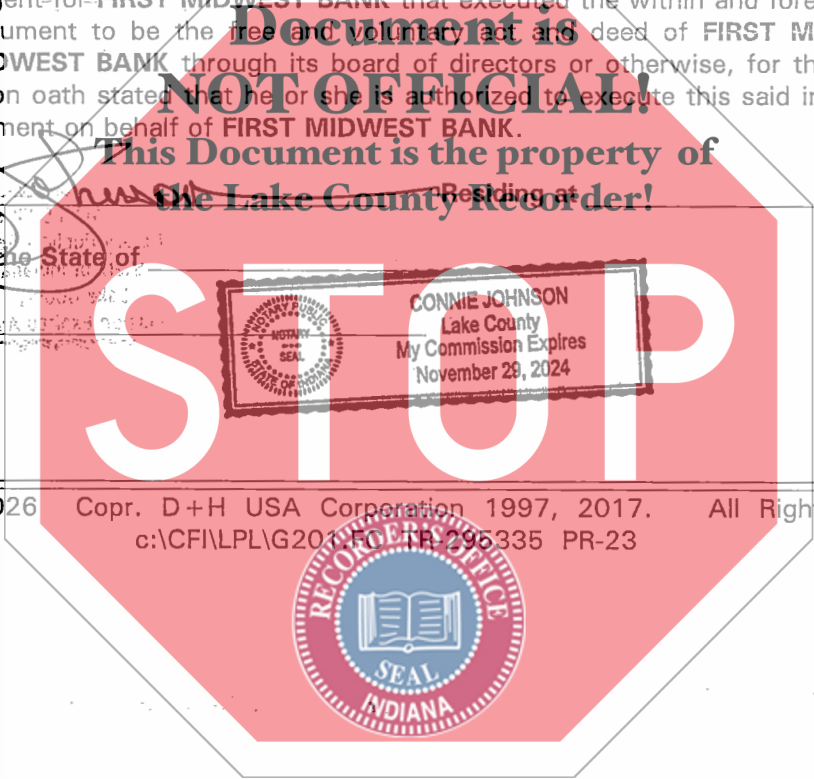 ent for FIRST MIDWEST BANK that executed the within and fore
ument to be the free and voluntary act and deed of FIRST M
WEST BANK through its board of directors or otherwise, for th
n oath stated that he or she is authorized to execute this said in
ment on behalf of FIRST MIDWEST BANK.
Document is
NOT OFFICIAL!
This Document is the property of
the Lake County Recorder!
Residing at
he State of
STOP
NOTARY PUBLIC
NOTARY
SEAL
STATE OF INDIANA
CONNIE JOHNSON
Lake County
My Commission Expires
November 29, 2024
026 Copr. D+H USA Corporation 1997, 2017. All Righ
c:\CFI\LPL\G201.FC TR-295335 PR-23
RECORDER'S OFFICE
SEAL
INDIANA